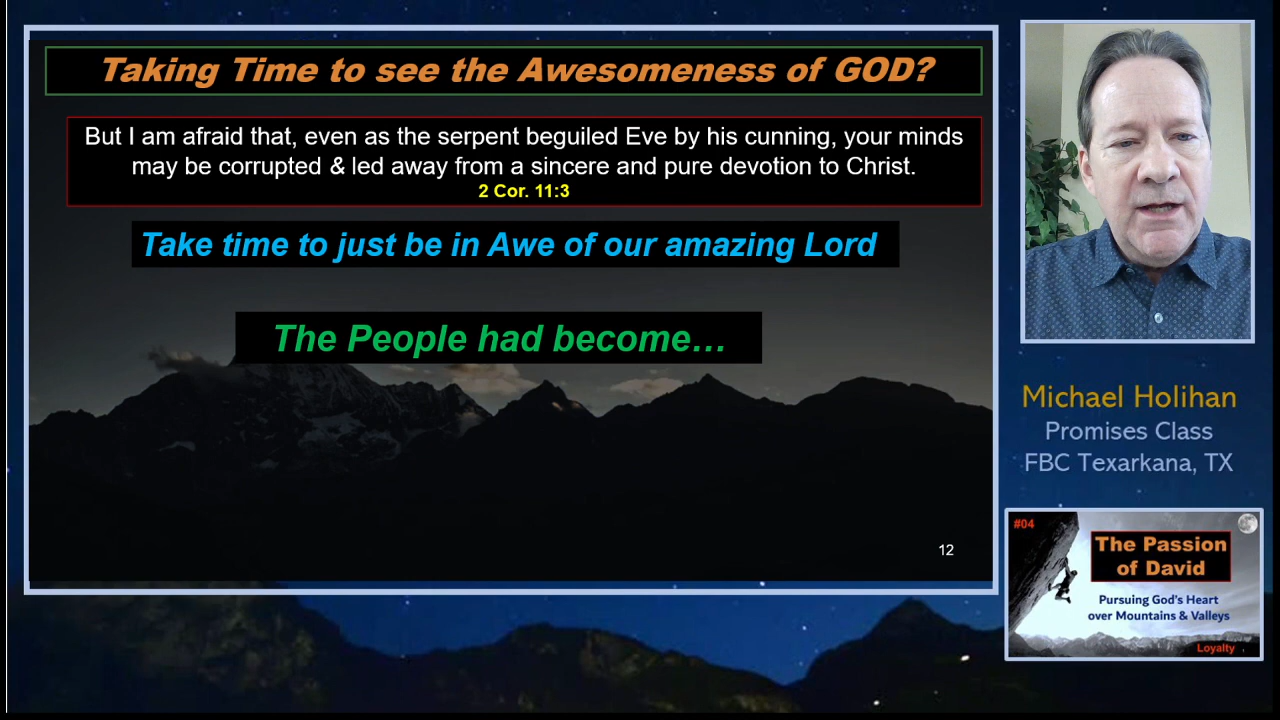 Taking Time to see the Awesomeness of GOD?
But I am afraid that, even as the serpent beguiled Eve by his cunning, your minds
may be corrupted & led away from a sincere and pure devotion to Christ.
2 Cor. 11:3
Take time to just be in Awe of our amazing Lord
The People had become…
12
Michael Holihan
Promises Class
FBC Texarkana, TX
#04
The Passion
of David
Pursuing God's Heart
over Mountains & Valleys
Loyalty